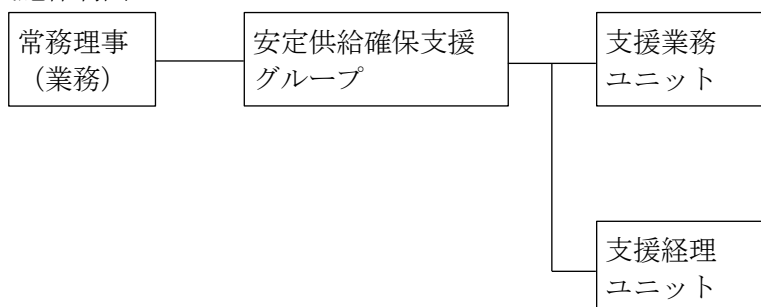 常務理事
（業務）
安定供給確保支援
グループ
支援業務
ユニット
支援経理
ユニット